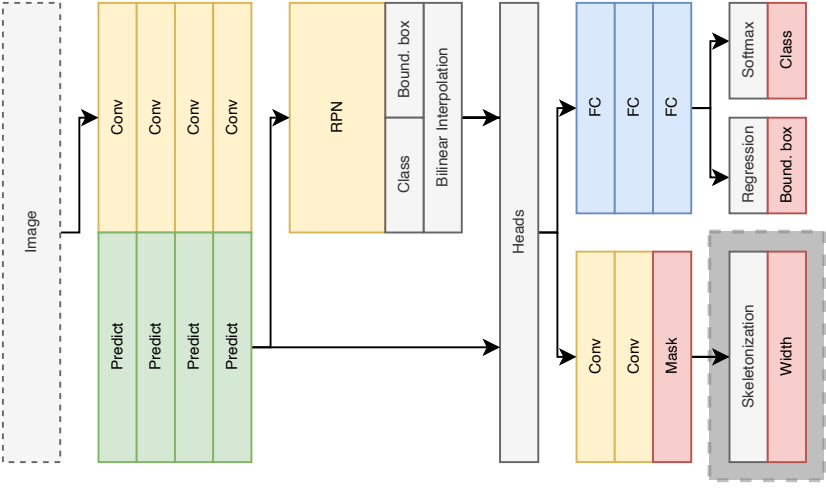 Image
Conv
Conv
Conv
Conv
Predict
Predict
Predict
Predict
RPN
Class
Bound. box
Bilinear Interpolation
Heads
FC
FC
FC
Softmax
Class
Regression
Bound. box
Conv
Conv
Mask
Skeletonization
Width